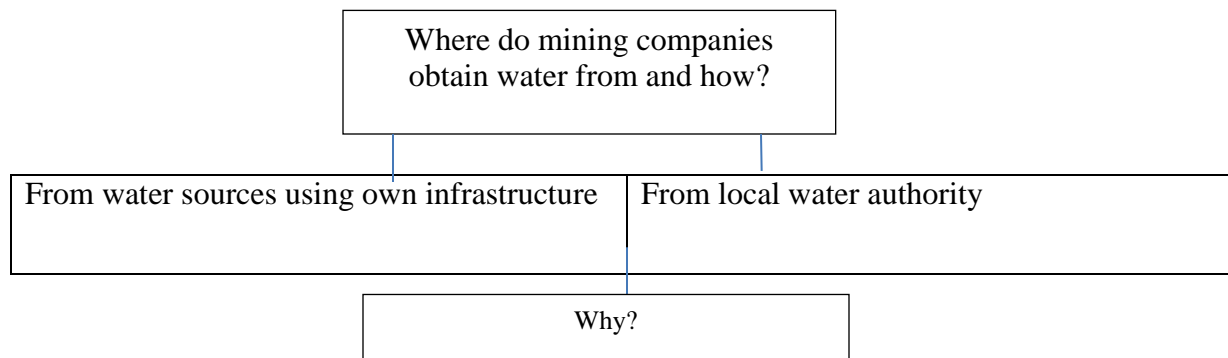 Where do mining companies
obtain water from and how?
From water sources using own infrastructure
From local water authority
Why?